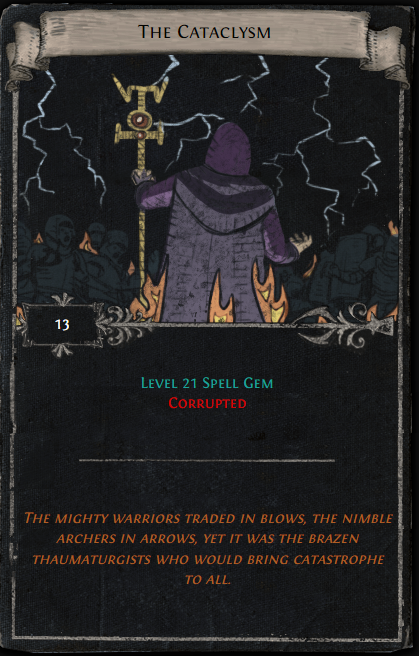 The Cataclysm
13
Level 21 Spell Gem
Corrupted
The mighty warriors traded in blows, the nimble
archers in arrows, yet it was the brazen
thaumaturgists who would bring catastrophe
to all.